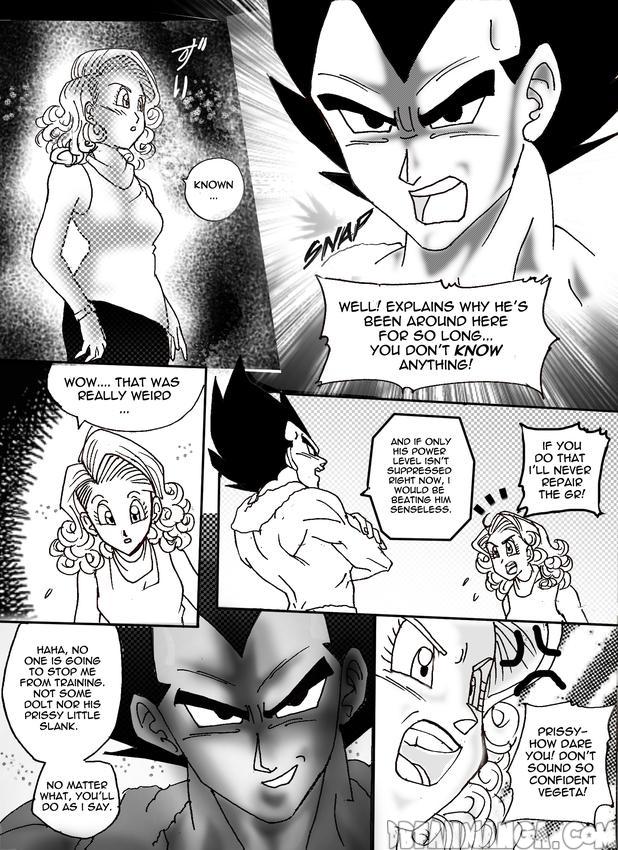 ずり
KNOWN
...
SNAP
WELL! EXPLAINS WHY HE'S
BEEN AROUND HERE
FOR SO LONG...
YOU DON'T KNOW
ANYTHING!
WOW.... THAT WAS
REALLY WEIRD
...
AND IF ONLY
HIS POWER
LEVEL ISN'T
SUPPRESSED
RIGHT NOW, I
WOULD BE
BEATING HIM
SENSELESS.
IF YOU
DO THAT
I'LL NEVER
REPAIR
THE GR!
HAHA, NO
ONE IS GOING
TO STOP ME
FROM TRAINING.
NOT SOME
DOLT NOR HIS
PRISSY LITTLE
SLANK.
NO MATTER
WHAT, YOU'LL
DO AS I SAY.
PRISSY-
HOW DARE
YOU! DON'T
SOUND SO
CONFIDENT
VEGETA!